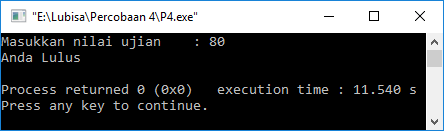 "E:\Lubisa\Percobaan 4\P4.exe"
Masukkan nilai ujian    : 80
Anda Lulus
Process returned 0 (0x0)   execution time : 11.540 s
Press any key to continue.